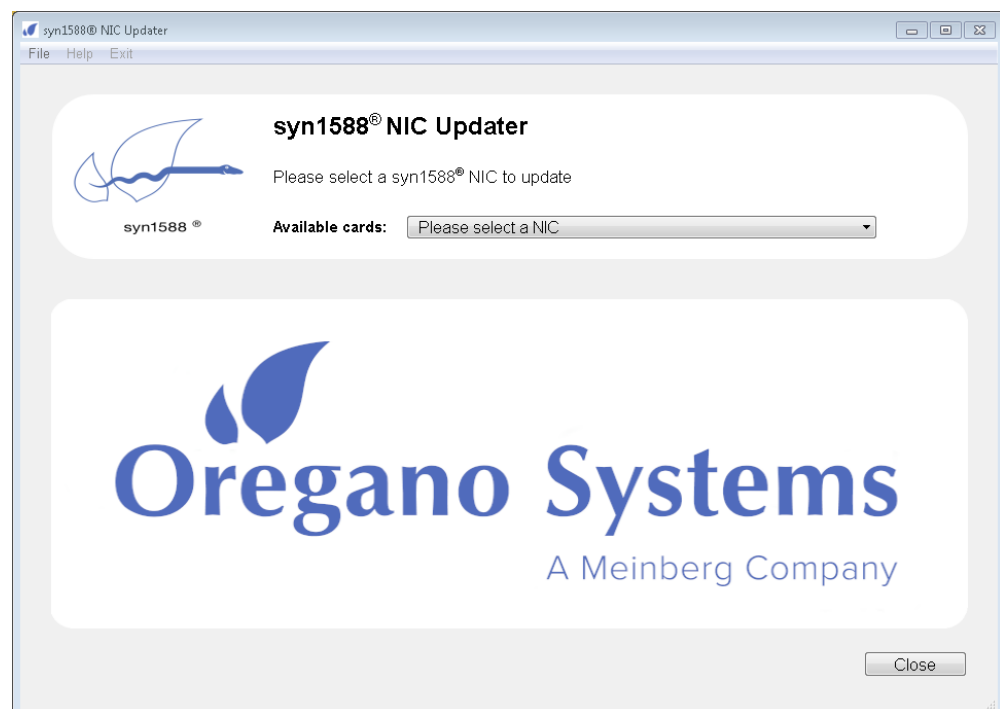 syn1588® NIC Updater
File Help Exit
syn1588® NIC Updater
Please select a syn1588® NIC to update
syn1588 ®
Available cards: Please select a NIC
Oregano Systems
A Meinberg Company
Close